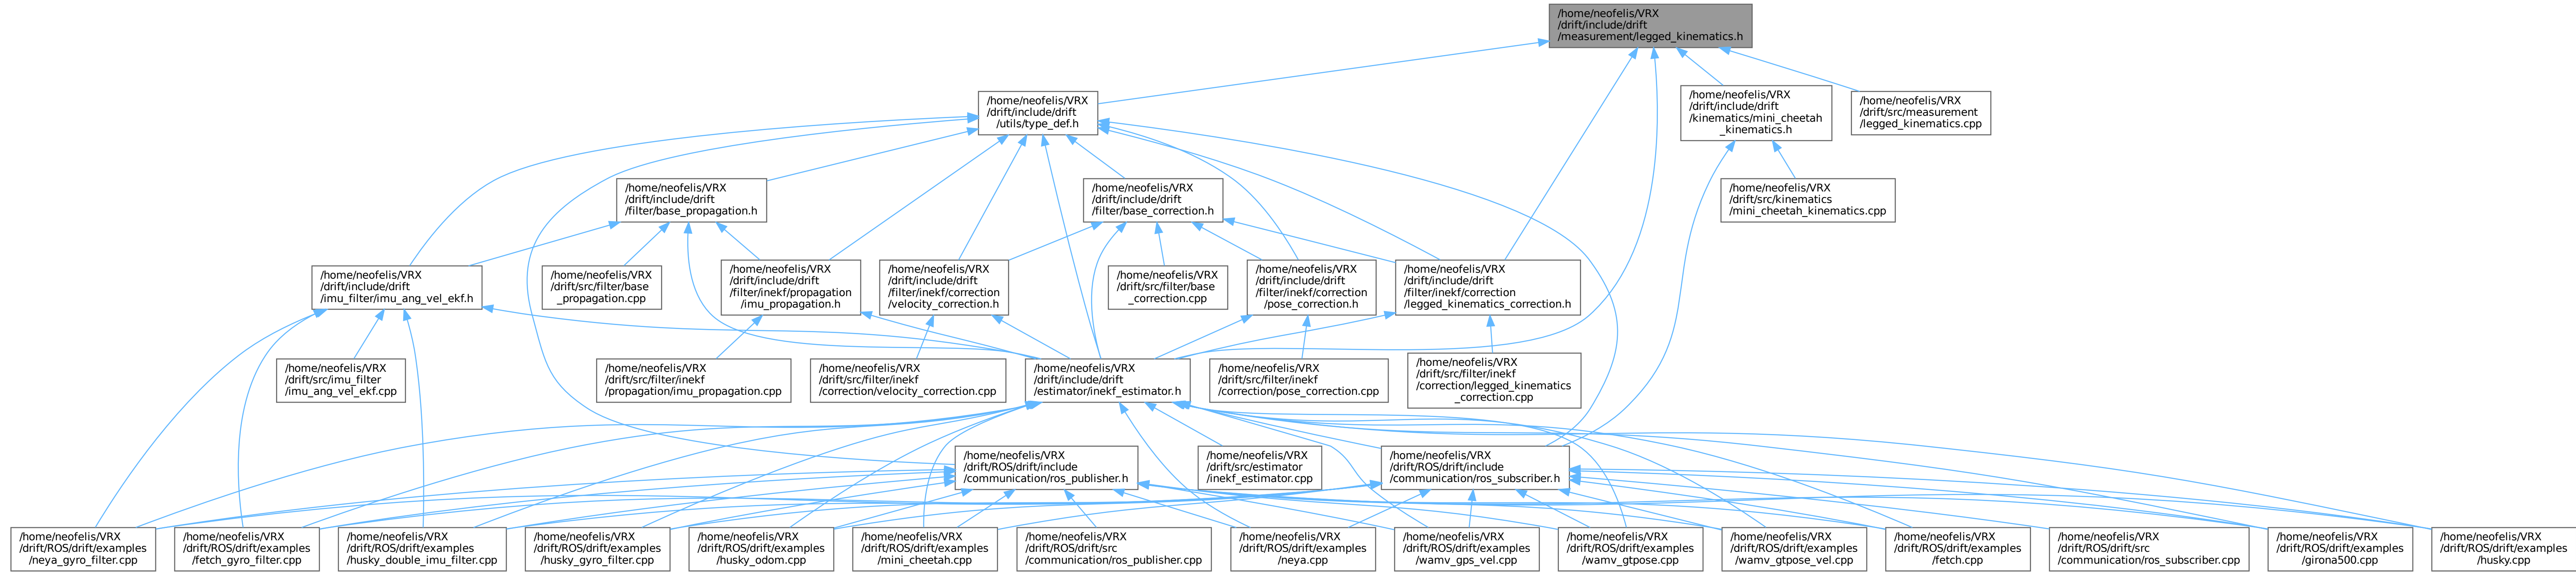 /home/neofelis/VRX
/drift/include/drift
/measurement/legged_kinematics.h
/home/neofelis/VRX
/drift/include/drift
/utils/type_def.h
/home/neofelis/VRX
/drift/include/drift
/kinematics/mini_cheetah
_kinematics.h
/home/neofelis/VRX
/drift/src/measurement
/legged_kinematics.cpp
/home/neofelis/VRX
/drift/include/drift
/filter/base_propagation.h
/home/neofelis/VRX
/drift/include/drift
/filter/base_correction.h
/home/neofelis/VRX
/drift/src/kinematics
/mini_cheetah_kinematics.cpp
/home/neofelis/VRX
/drift/include/drift
/imu_filter/imu_ang_vel_ekf.h
/home/neofelis/VRX
/drift/src/filter/base
_propagation.cpp
/home/neofelis/VRX
/drift/include/drift
/filter/inekf/propagation
/imu_propagation.h
/home/neofelis/VRX
/drift/include/drift
/filter/inekf/correction
/velocity_correction.h
/home/neofelis/VRX
/drift/src/filter/base
_correction.cpp
/home/neofelis/VRX
/drift/include/drift
/filter/inekf/correction
/pose_correction.h
/home/neofelis/VRX
/drift/include/drift
/filter/inekf/correction
/legged_kinematics_correction.h
/home/neofelis/VRX
/drift/src/imu_filter
/imu_ang_vel_ekf.cpp
/home/neofelis/VRX
/drift/src/filter/inekf
/propagation/imu_propagation.cpp
/home/neofelis/VRX
/drift/src/filter/inekf
/correction/velocity_correction.cpp
/home/neofelis/VRX
/drift/include/drift
/estimator/inekf_estimator.h
/home/neofelis/VRX
/drift/src/filter/inekf
/correction/pose_correction.cpp
/home/neofelis/VRX
/drift/src/filter/inekf
/correction/legged_kinematics
_correction.cpp
/home/neofelis/VRX
/drift/ROS/drift/include
/communication/ros_publisher.h
/home/neofelis/VRX
/drift/src/estimator
/inekf_estimator.cpp
/home/neofelis/VRX
/drift/ROS/drift/include
/communication/ros_subscriber.h
/home/neofelis/VRX
/drift/ROS/drift/examples
/neya_gyro_filter.cpp
/home/neofelis/VRX
/drift/ROS/drift/examples
/fetch_gyro_filter.cpp
/home/neofelis/VRX
/drift/ROS/drift/examples
/husky_double_imu_filter.cpp
/home/neofelis/VRX
/drift/ROS/drift/examples
/husky_gyro_filter.cpp
/home/neofelis/VRX
/drift/ROS/drift/examples
/husky_odom.cpp
/home/neofelis/VRX
/drift/ROS/drift/examples
/mini_cheetah.cpp
/home/neofelis/VRX
/drift/ROS/drift/src
/communication/ros_publisher.cpp
/home/neofelis/VRX
/drift/ROS/drift/examples
/neya.cpp
/home/neofelis/VRX
/drift/ROS/drift/examples
/wamv_gps_vel.cpp
/home/neofelis/VRX
/drift/ROS/drift/examples
/wamv_gtpose.cpp
/home/neofelis/VRX
/drift/ROS/drift/examples
/wamv_gtpose_vel.cpp
/home/neofelis/VRX
/drift/ROS/drift/examples
/fetch.cpp
/home/neofelis/VRX
/drift/ROS/drift/src
/communication/ros_subscriber.cpp
/home/neofelis/VRX
/drift/ROS/drift/examples
/girona500.cpp
/home/neofelis/VRX
/drift/ROS/drift/examples
/husky.cpp